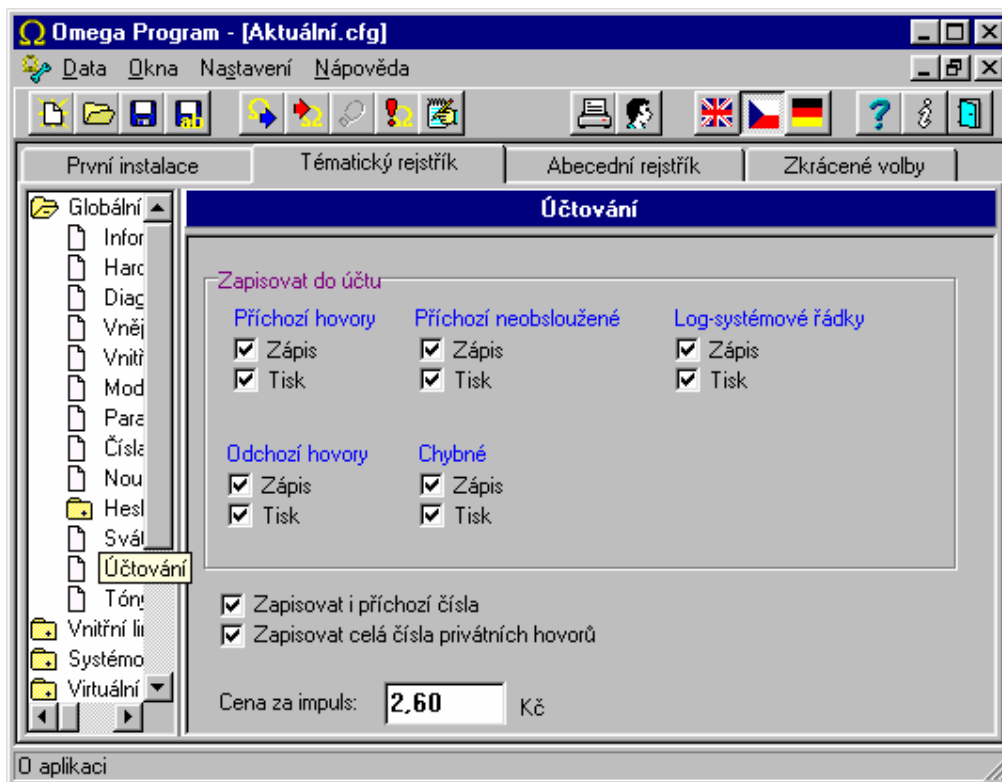 Omega Program - [Aktuální.cfg]
Data Okna Nastavení Nápověda
První instalace Tématický rejstřík Abecední rejstřík Zkrácené volby
Globální
Infor
Hard
Diag
Vněj
Vnitř
Mod
Para
Čísla
Nou
Hesl
Svát
Účtování
Tóny
Vnitřní li
Systémo
Virtuální
Účtování
Zapisovat do účtu
Příchozí hovory Příchozí neobsloužené Log-systémové řádky
Zápis Zápis Zápis
Tisk Tisk Tisk
Odchozí hovory Chybné
Zápis Zápis
Tisk Tisk
Zapisovat i příchozí čísla
Zapisovat celá čísla privátních hovorů
Cena za impuls: 2,60 Kč
O aplikaci